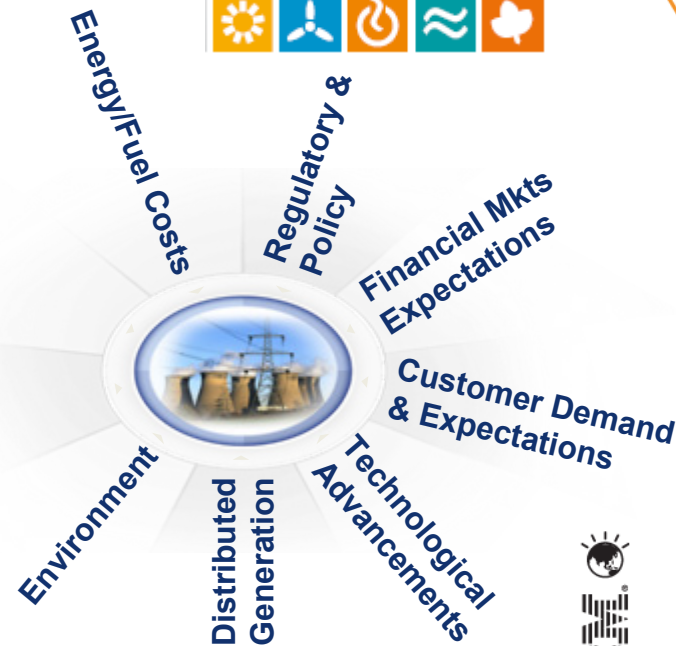 Energy/Fuel Costs
Regulatory &
Policy
Financial Mkts
Expectations
Customer Demand
& Expectations
Technological
Advancements
Distributed
Generation
Environment